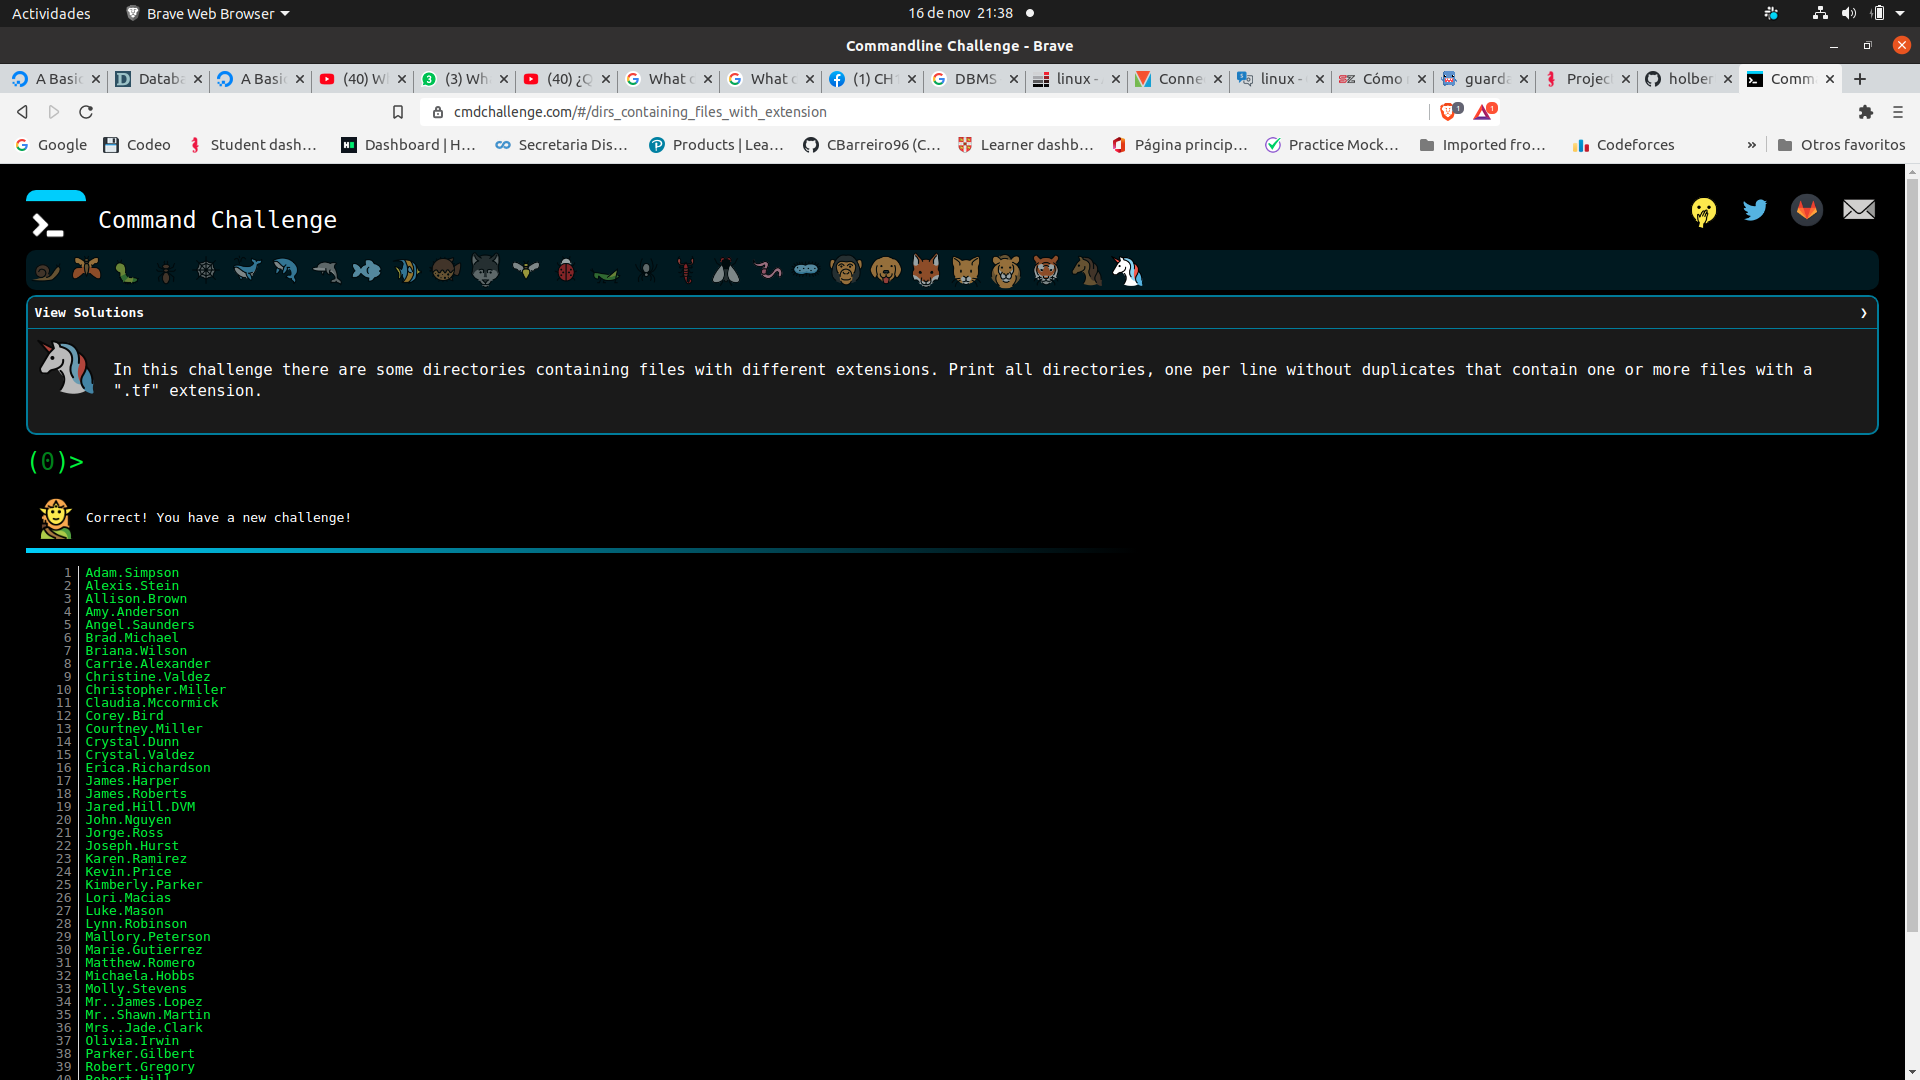 Actividades
Brave Web Browser
16 de nov 21:38
Commandline Challenge - Brave
A Basic
Datab
A Basic
(40) W
(3) Wh
(40) ¿Q
What
What
(1) CH
DBMS
linux -
Conne
linux -
Cómo
guarda
Project
holber
Comm
cmdchallenge.com/#/dirs_containing_files_with_extension
1
1
Google
Codeo
Student dash…
Dashboard | H…
Secretaria Dis…
Products | Lea…
CBarreiro96 (C…
Learner dashb…
Página princip…
Practice Mock…
Imported fro…
Codeforces
»
Otros favoritos
Command Challenge
View Solutions
In this challenge there are some directories containing files with different extensions. Print all directories, one per line without duplicates that contain one or more files with a
".tf" extension.
(0)>
Correct! You have a new challenge!
1 Adam.Simpson
2 Alexis.Stein
3 Allison.Brown
4 Amy.Anderson
5 Angel.Saunders
6 Brad.Michael
7 Briana.Wilson
8 Carrie.Alexander
9 Christine.Valdez
10 Christopher.Miller
11 Claudia.Mccormick
12 Corey.Bird
13 Courtney.Miller
14 Crystal.Dunn
15 Crystal.Valdez
16 Erica.Richardson
17 James.Harper
18 James.Roberts
19 Jared.Hill.DVM
20 John.Nguyen
21 Jorge.Ross
22 Joseph.Hurst
23 Karen.Ramirez
24 Kevin.Price
25 Kimberly.Parker
26 Lori.Macias
27 Luke.Mason
28 Lynn.Robinson
29 Mallory.Peterson
30 Marie.Gutierrez
31 Matthew.Romero
32 Michaela.Hobbs
33 Molly.Stevens
34 Mr..James.Lopez
35 Mr..Shawn.Martin
36 Mrs..Jade.Clark
37 Olivia.Irwin
38 Parker.Gilbert
39 Robert.Gregory
40 Robert.Hill